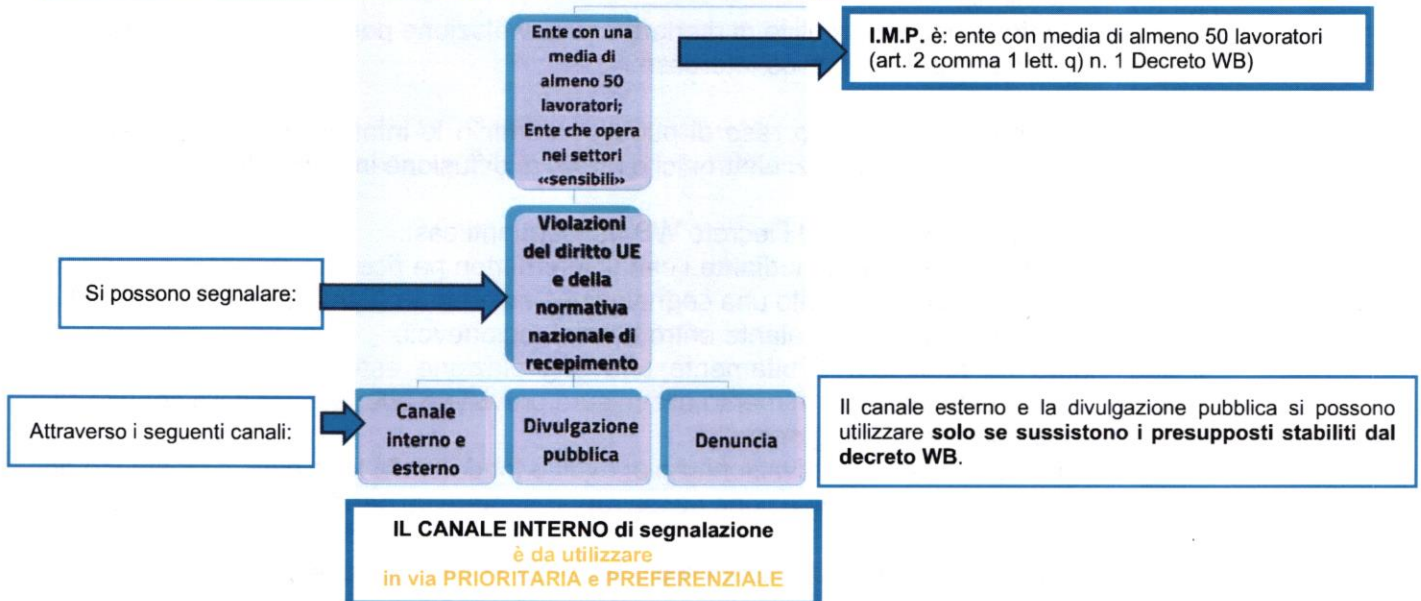 Ente con una
media di
almeno 50
lavoratori;
Ente che opera
nei settori
«sensibili»
I.M.P. è: ente con media di almeno 50 lavoratori
(art. 2 comma 1 lett. q) n. 1 Decreto WB)
Si possono segnalare:
Violazioni
del diritto UE
e della
normativa
nazionale di
recepimento
Attraverso i seguenti canali:
Canale
interno e
esterno
Divulgazione
pubblica
Denuncia
Il canale esterno e la divulgazione pubblica si possono
utilizzare solo se sussistono i presupposti stabiliti dal
decreto WB.
IL CANALE INTERNO di segnalazione
è da utilizzare
in via PRIORITARIA e PREFERENZIALE